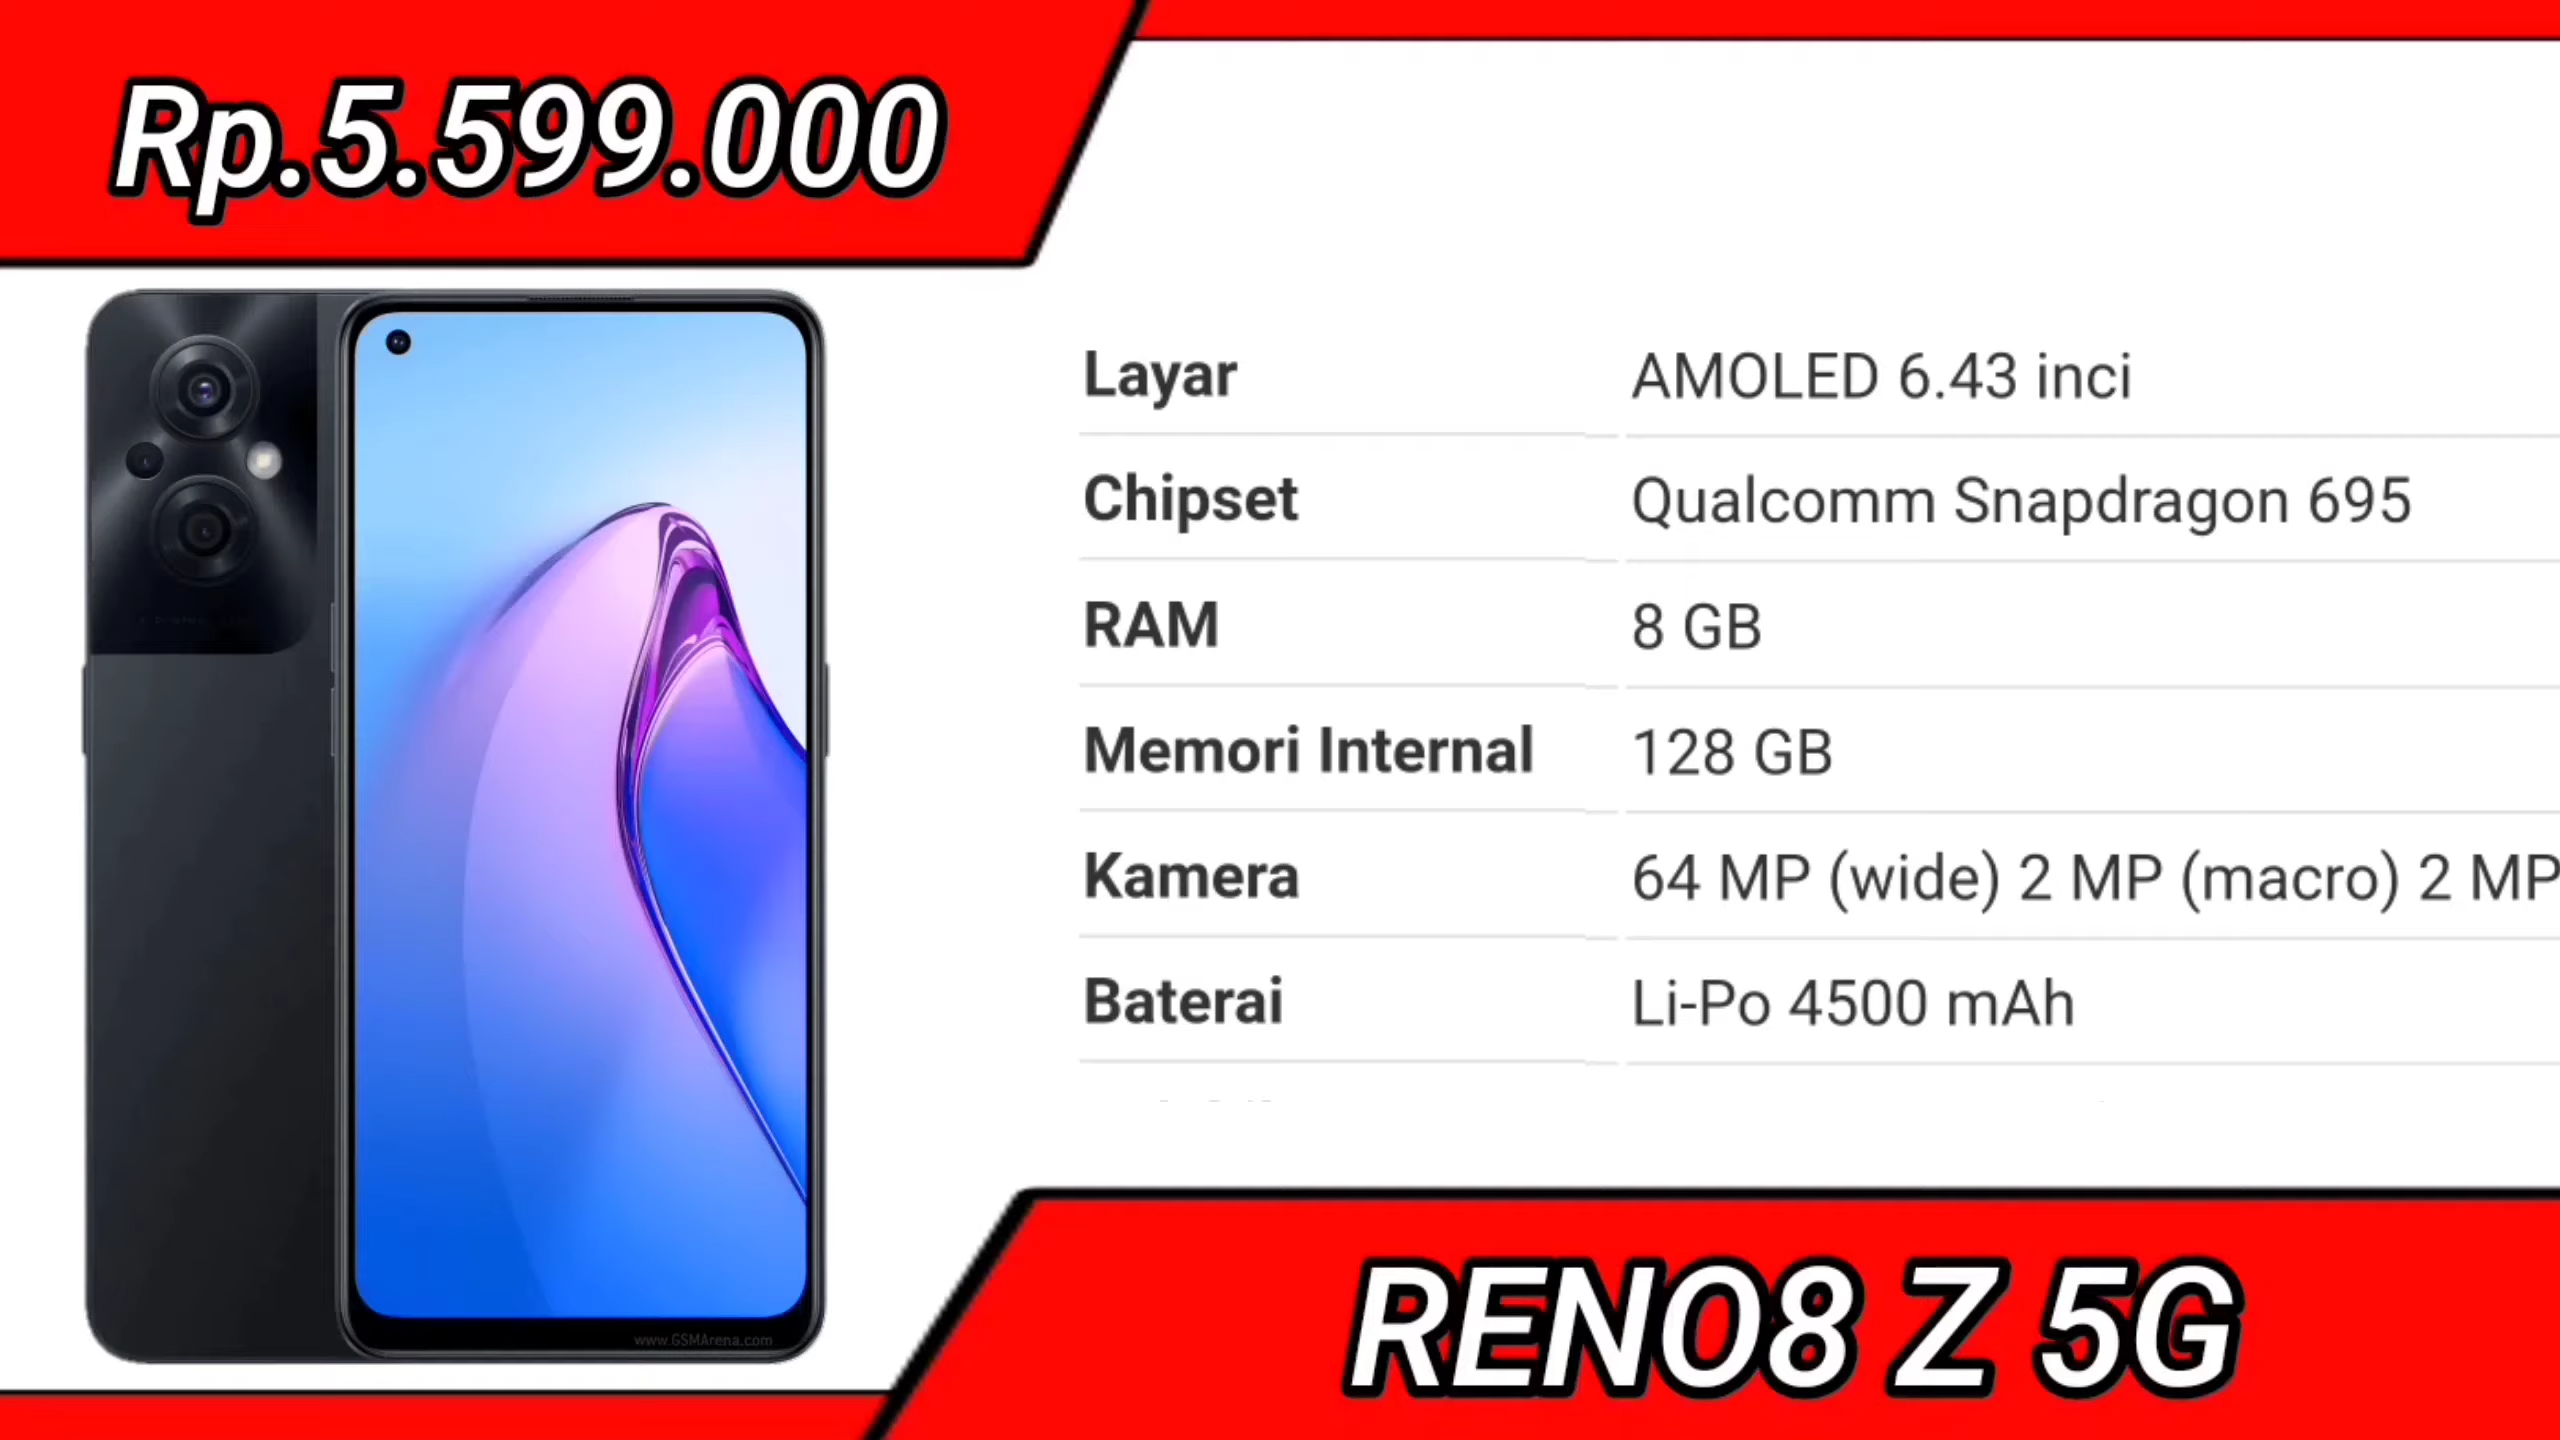 Rp.5.599.000
Layar AMOLED 6.43 inci
Chipset Qualcomm Snapdragon 695
RAM 8 GB
Memori Internal 128 GB
Kamera 64 MP (wide) 2 MP (macro) 2 MP
Baterai Li-Po 4500 mAh
www.GSMArena.com
RENO8 Z 5G